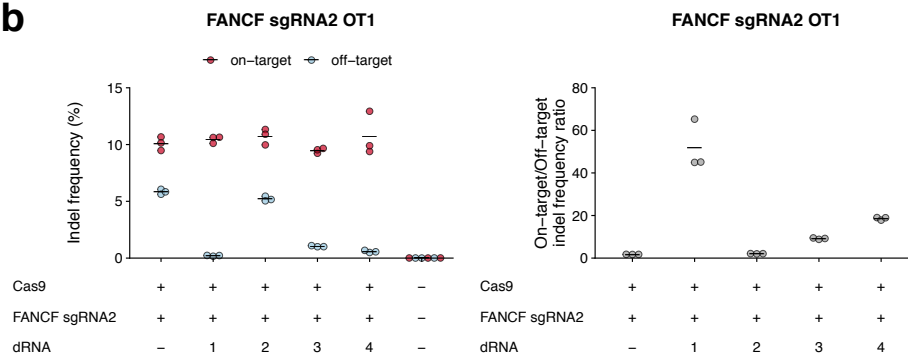 b
FANCF sgRNA2 OT1
on−target off−target
Indel frequency (%)
15
10
5
0
Cas9 + + + + + −
FANCF sgRNA2 + + + + + −
dRNA − 1 2 3 4 −
FANCF sgRNA2 OT1
On−target/Off−target
indel frequency ratio
80
60
40
20
0
Cas9 + + + + +
FANCF sgRNA2 + + + + +
dRNA − 1 2 3 4